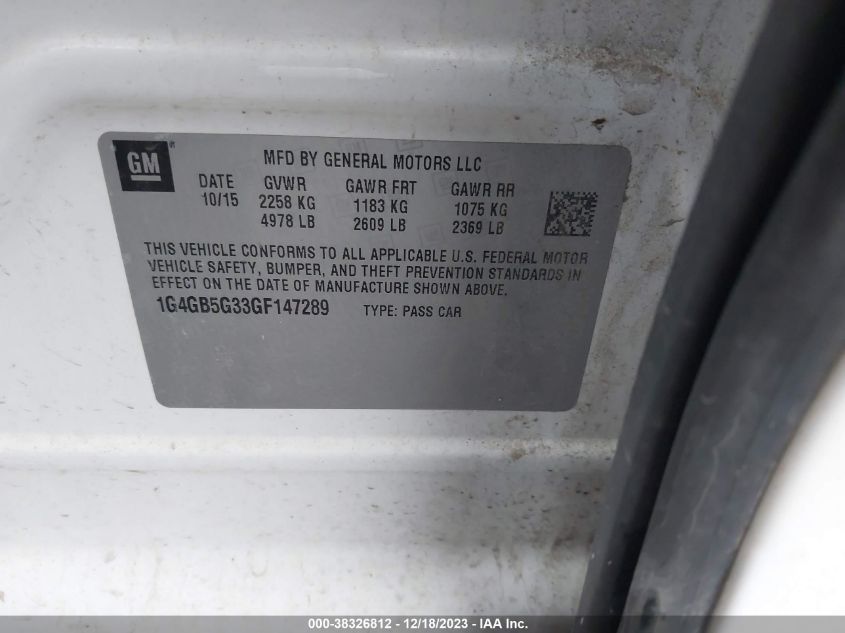 GM
MFD BY GENERAL MOTORS LLC
DATE GVWR GAWR FRT GAWR RR
10/15 2258 KG 1183 KG 1075 KG
4978 LB 2609 LB 2369 LB
THIS VEHICLE CONFORMS TO ALL APPLICABLE U.S. FEDERAL MOTOR
VEHICLE SAFETY, BUMPER, AND THEFT PREVENTION STANDARDS IN
EFFECT ON THE DATE OF MANUFACTURE SHOWN ABOVE.
1G4GB5G33GF147289 TYPE: PASS CAR
000-38326812 - 12/18/2023 - IAA Inc.